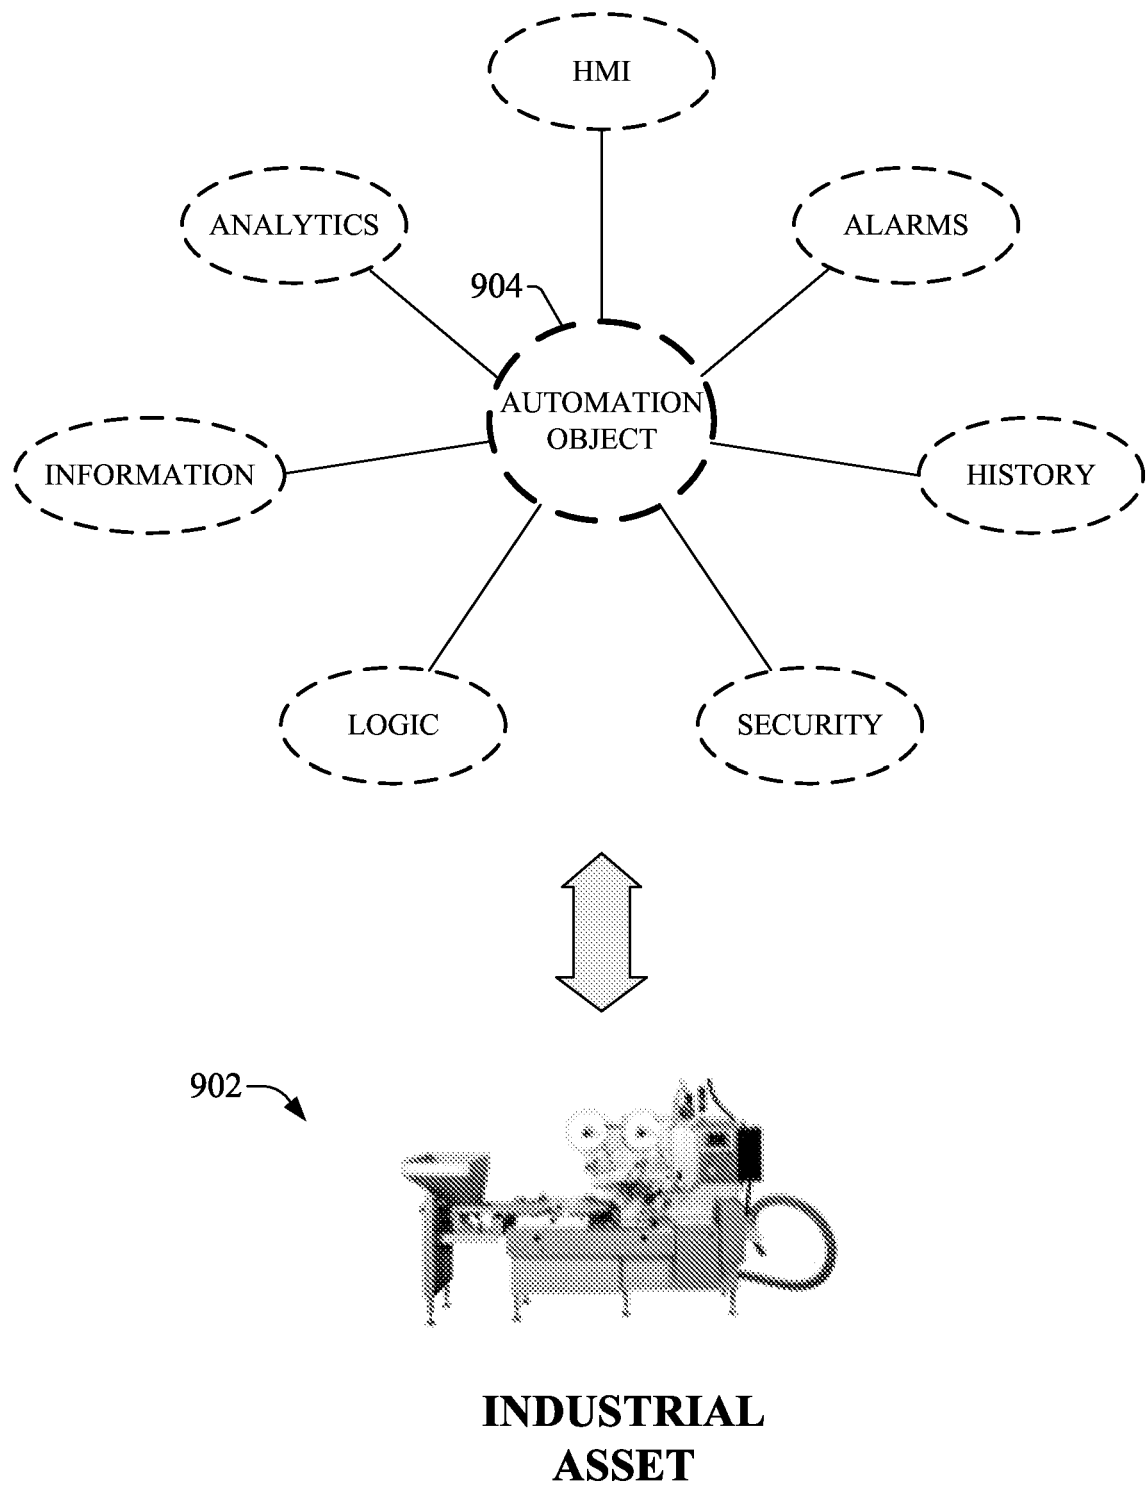 HMI
ANALYTICS
ALARMS
904
AUTOMATION
OBJECT
INFORMATION
HISTORY
LOGIC
SECURITY
902
INDUSTRIAL
ASSET